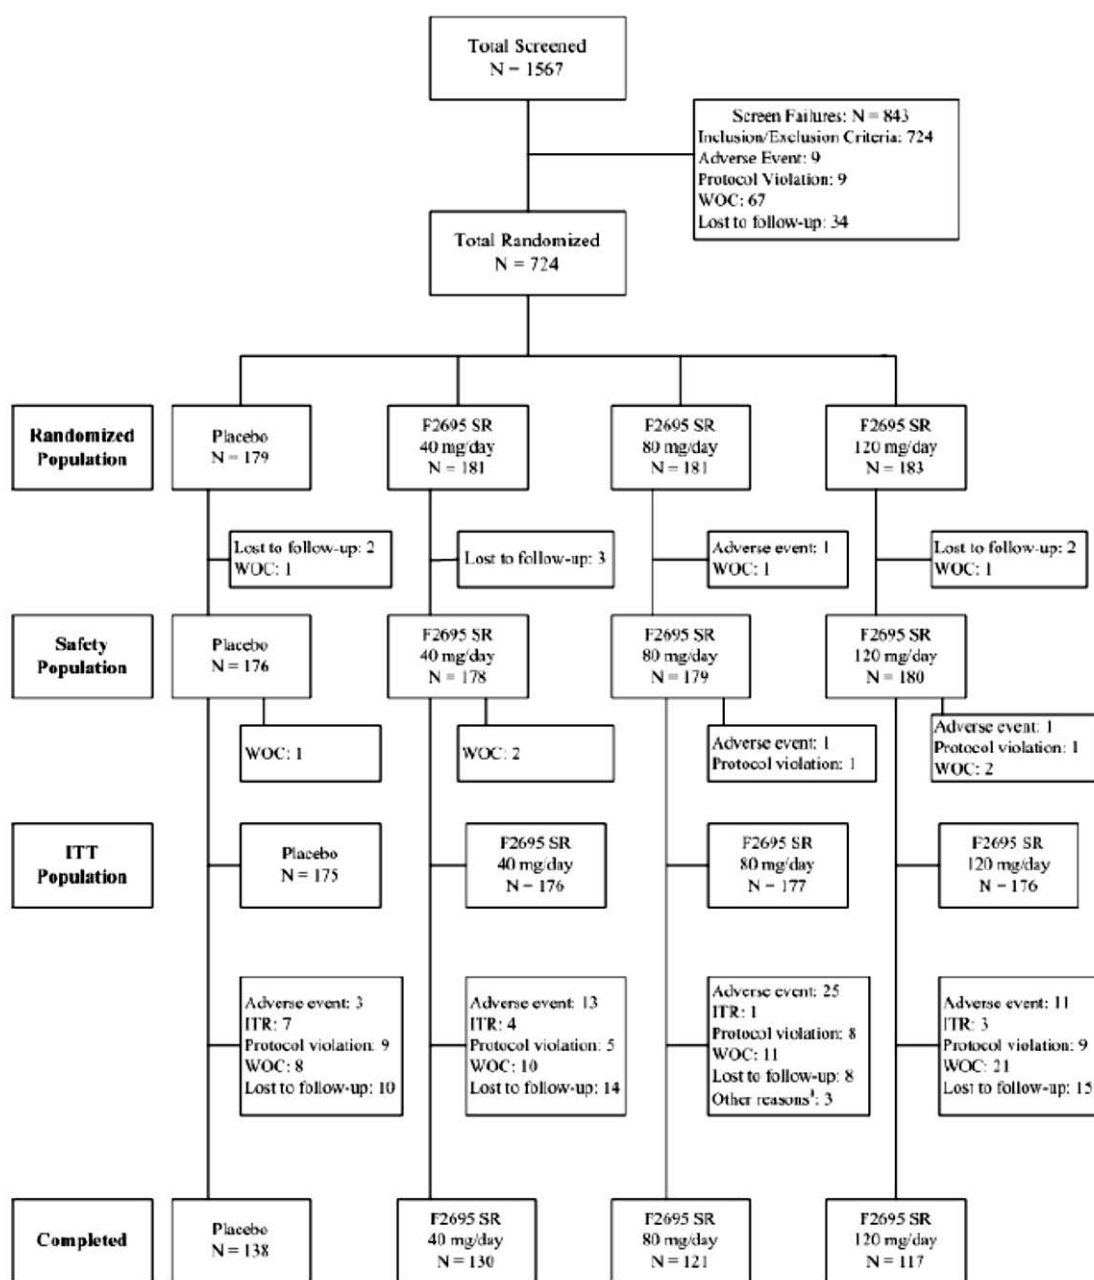 Total Screened
N = 1567
Screen Failures: N = 843
Inclusion/Exclusion Criteria: 724
Adverse Event: 9
Protocol Violation: 9
WOC: 67
Lost to follow-up: 34
Total Randomized
N = 724
Randomized
Population
Placebo
N = 179
F2695 SR
40 mg/day
N = 181
F2695 SR
80 mg/day
N = 181
F2695 SR
120 mg/day
N = 183
Lost to follow-up: 2
WOC: 1
Lost to follow-up: 3
Adverse event: 1
WOC: 1
Lost to follow-up: 2
WOC: 1
Safety
Population
Placebo
N = 176
F2695 SR
40 mg/day
N = 178
F2695 SR
80 mg/day
N = 179
F2695 SR
120 mg/day
N = 180
WOC: 1
WOC: 2
Adverse event: 1
Protocol violation: 1
Adverse event: 1
Protocol violation: 1
WOC: 2
ITT
Population
Placebo
N = 175
F2695 SR
40 mg/day
N = 176
F2695 SR
80 mg/day
N = 177
F2695 SR
120 mg/day
N = 176
Adverse event: 3
ITR: 7
Protocol violation: 9
WOC: 8
Lost to follow-up: 10
Adverse event: 13
ITR: 4
Protocol violation: 5
WOC: 10
Lost to follow-up: 14
Adverse event: 25
ITR: 1
Protocol violation: 8
WOC: 11
Lost to follow-up: 8
Other reasonsª: 3
Adverse event: 11
ITR: 3
Protocol violation: 9
WOC: 21
Lost to follow-up: 15
Completed
Placebo
N = 138
F2695 SR
40 mg/day
N = 130
F2695 SR
80 mg/day
N = 121
F2695 SR
120 mg/day
N = 117